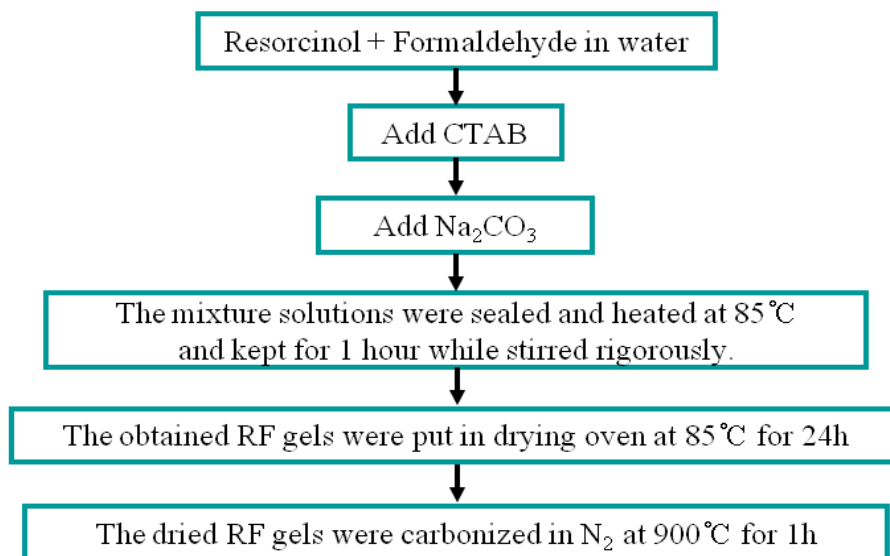 Resorcinol + Formaldehyde in water
Add CTAB
Add Na₂CO₃
The mixture solutions were sealed and heated at 85℃
and kept for 1 hour while stirred rigorously.
The obtained RF gels were put in drying oven at 85℃ for 24h
The dried RF gels were carbonized in N₂ at 900℃ for 1h